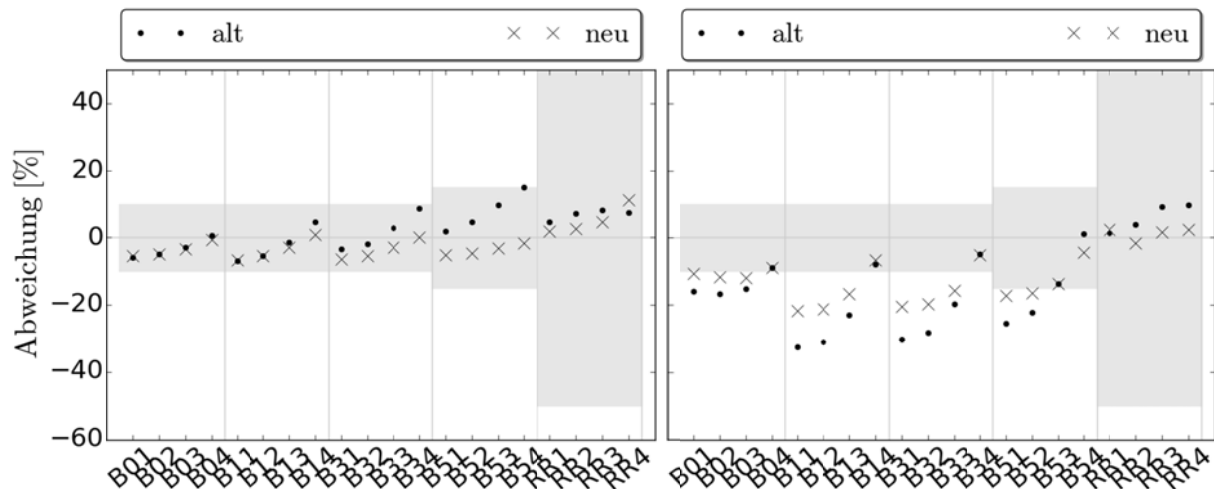 alt neu alt neu
40
20
0
−20
−40
−60
Abweichung [%]
B01 B02 B03 B04 B11 B12 B13 B14 B31 B32 B33 B34 B51 B52 B53 B54 RR1 RR2 RR3 RR4 B01 B02 B03 B04 B11 B12 B13 B14 B31 B32 B33 B34 B51 B52 B53 B54 RR1 RR2 RR3 RR4